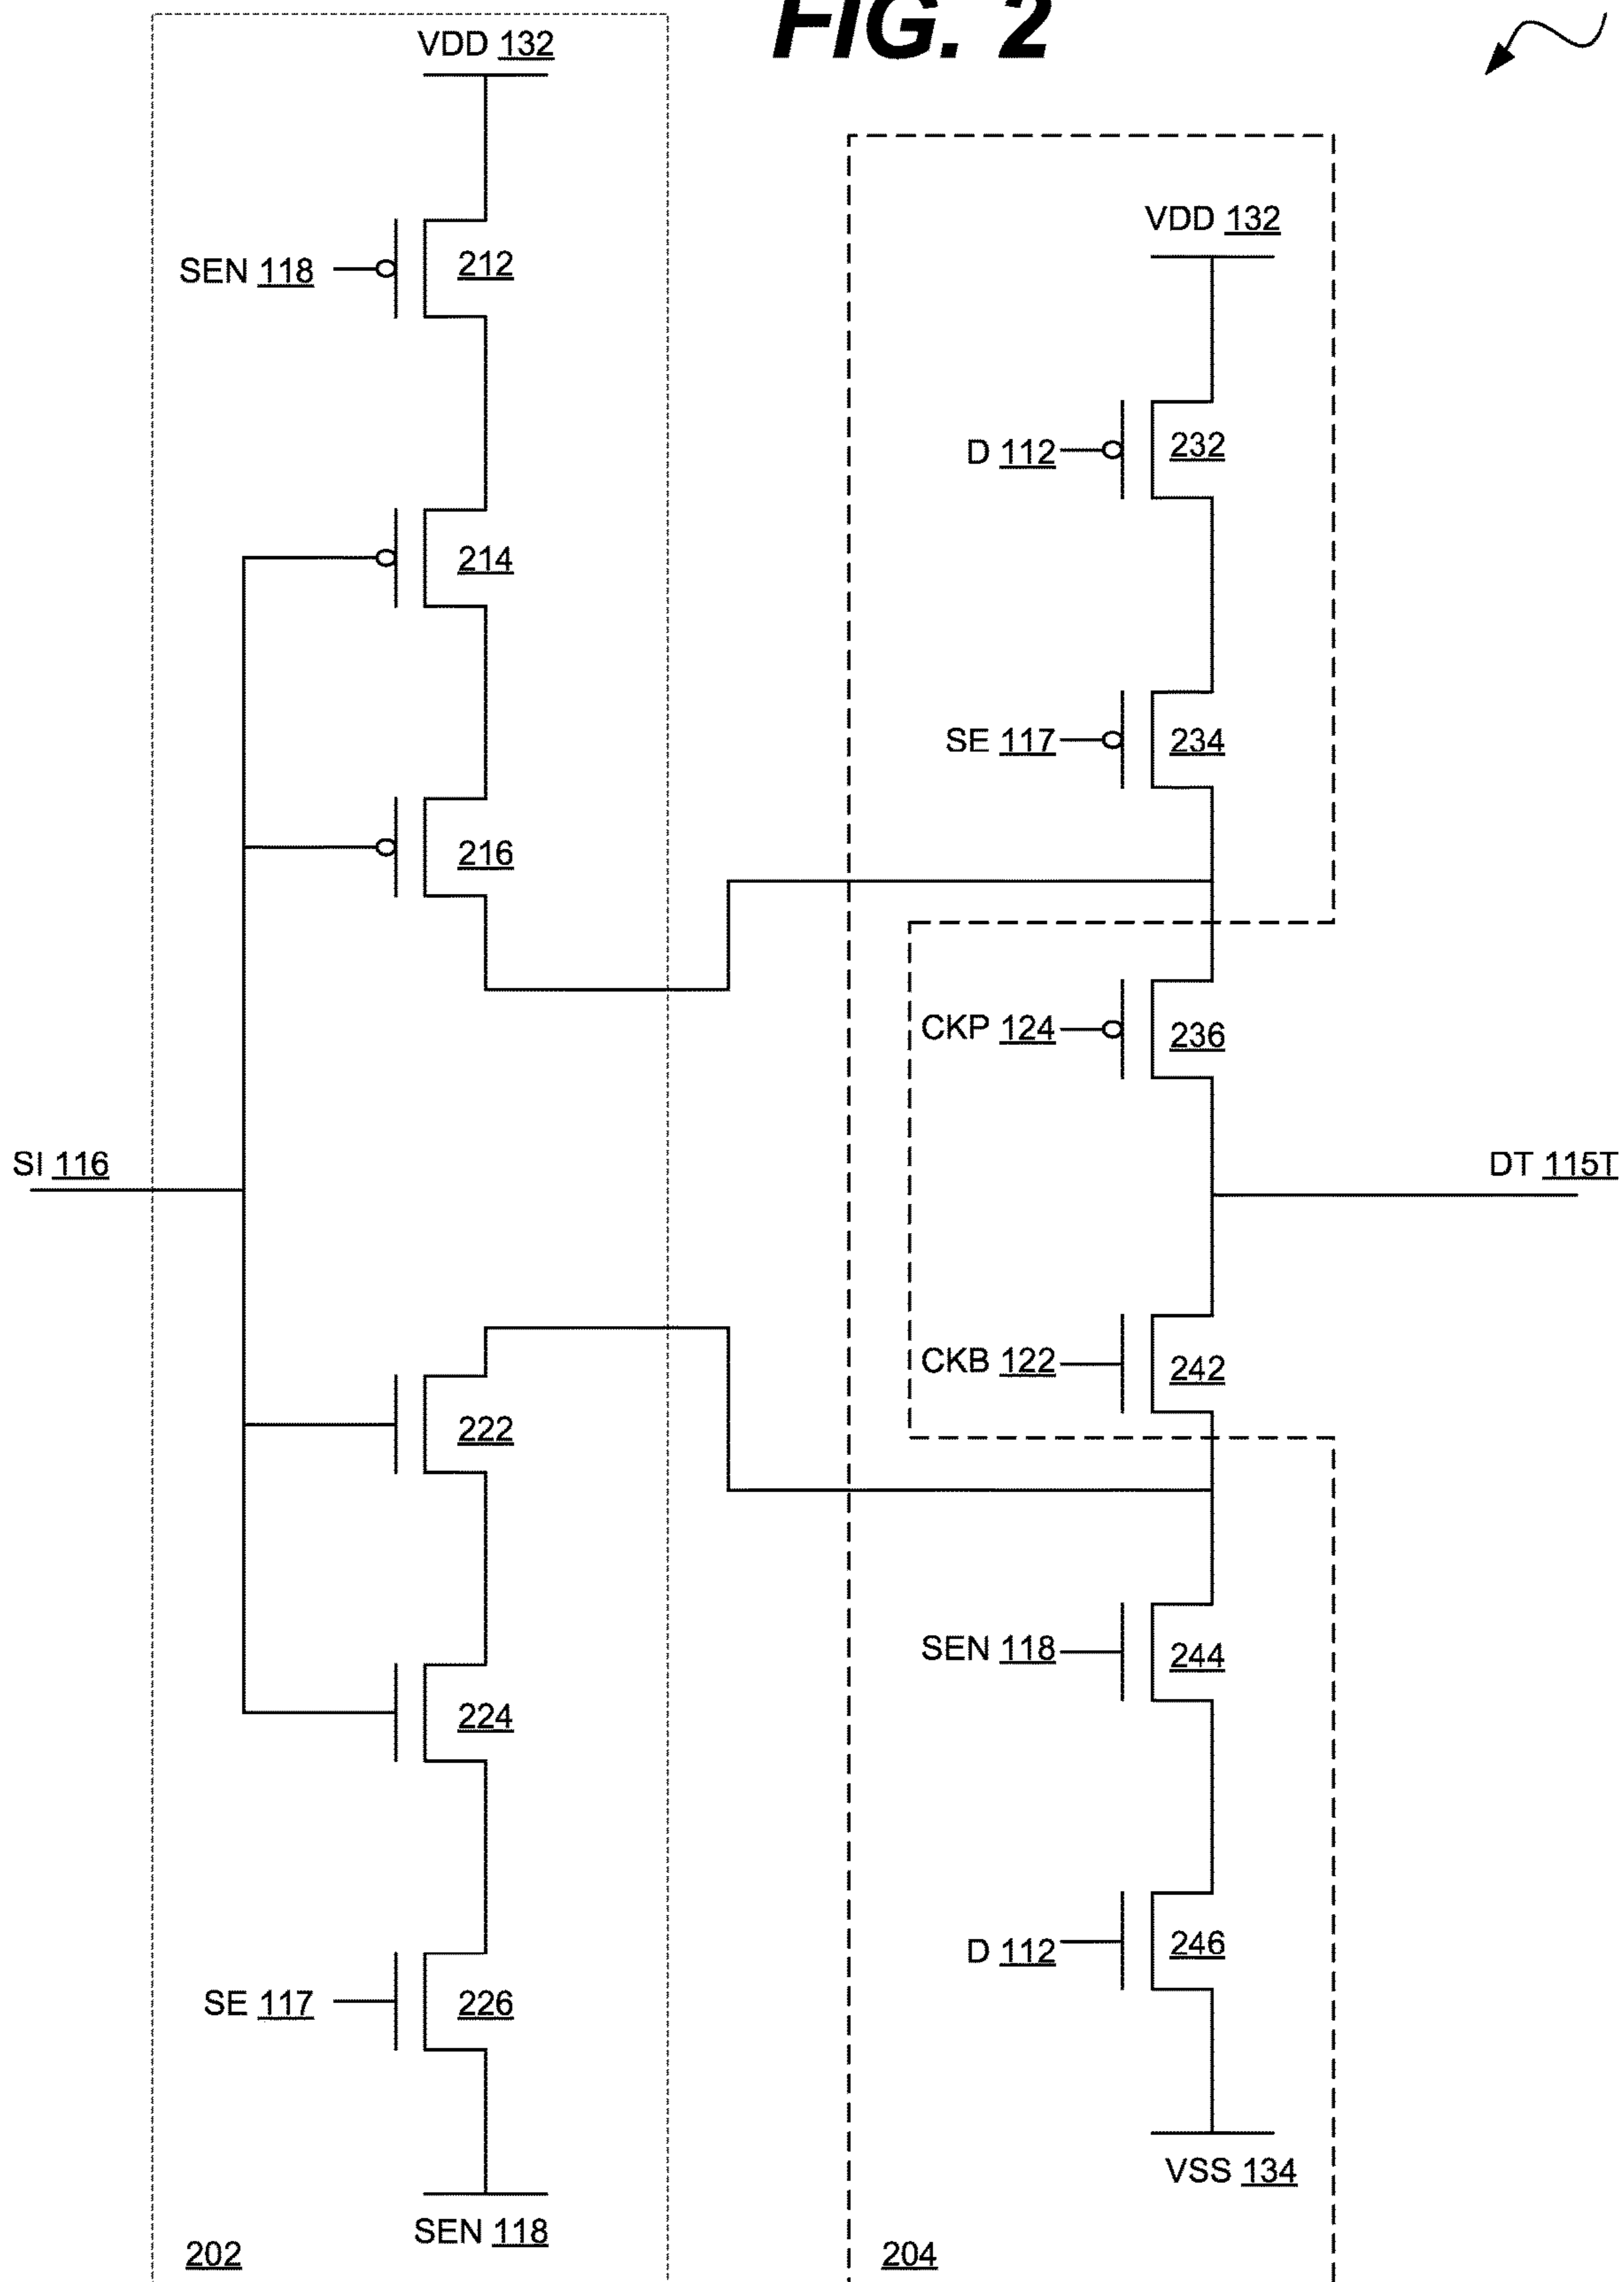 FIG. 2
VDD 132
VDD 132
SEN 118
212
D 112
232
214
SE 117
234
216
CKP 124
236
SI 116
DT 115T
CKB 122
242
222
SEN 118
244
224
D 112
246
SE 117
226
VSS 134
SEN 118
202
204